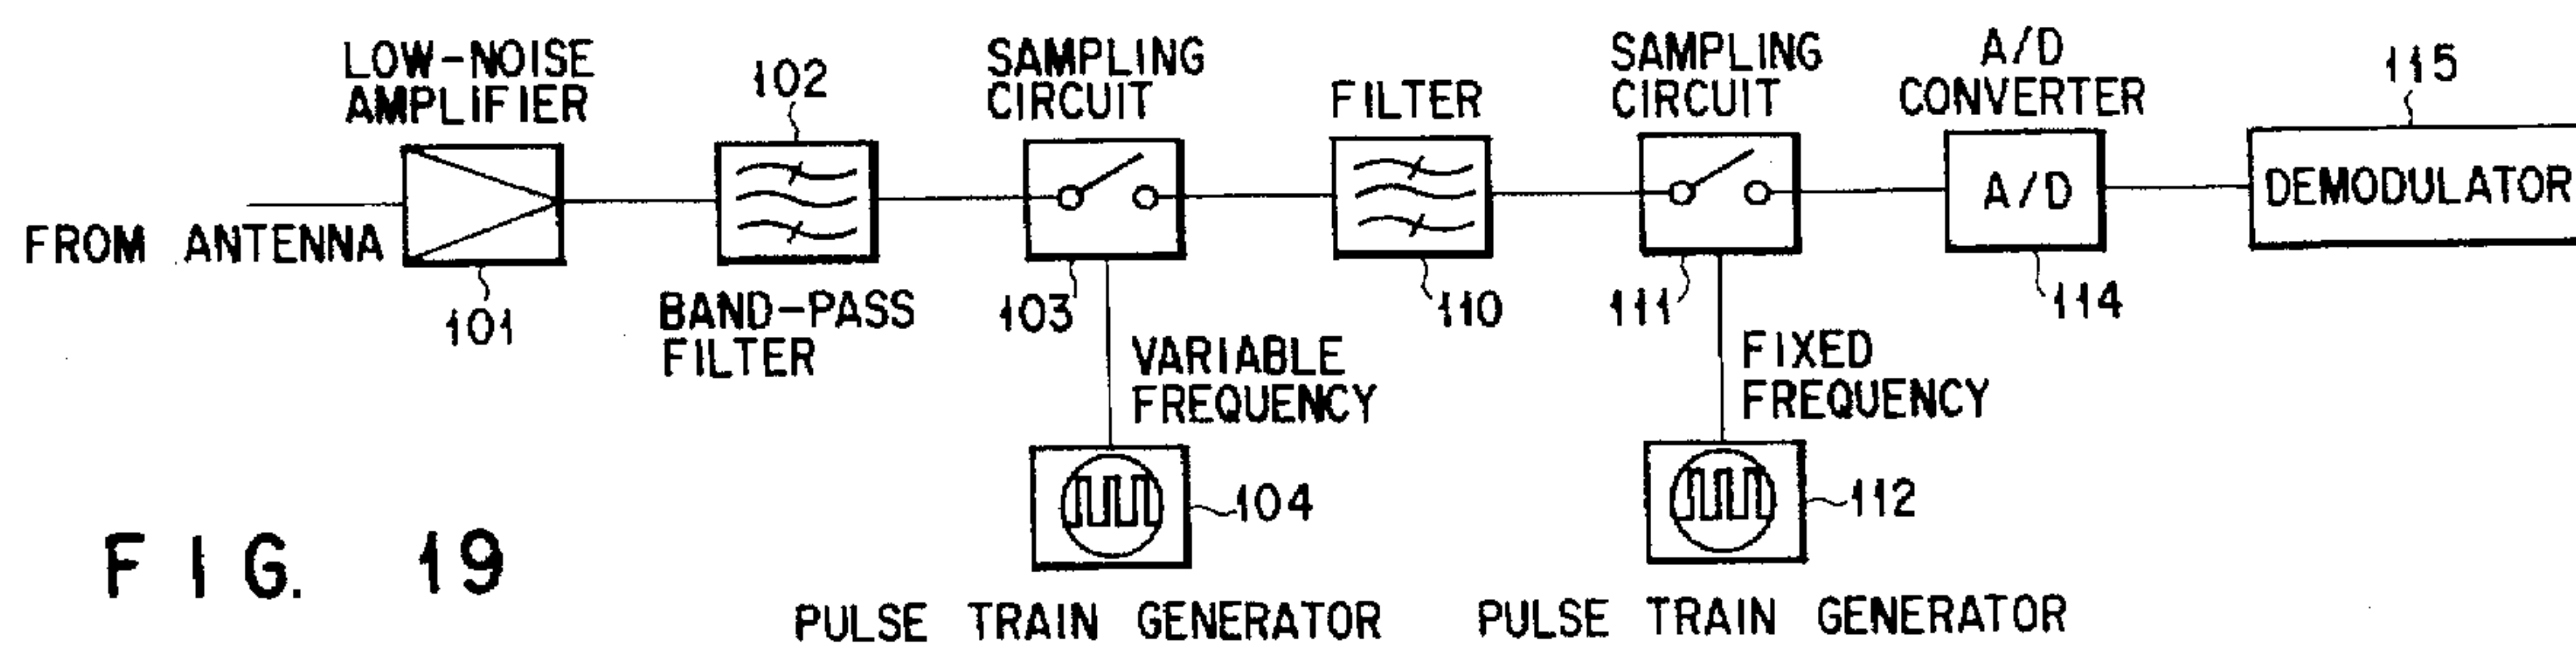 LOW-NOISE
AMPLIFIER
102
SAMPLING
CIRCUIT
FILTER
SAMPLING
CIRCUIT
A/D
CONVERTER
115
FROM ANTENNA
A/D
DEMODULATOR
101
BAND-PASS
FILTER
103
110
111
114
VARIABLE
FREQUENCY
FIXED
FREQUENCY
104
112
FIG. 19
PULSE TRAIN GENERATOR
PULSE TRAIN GENERATOR